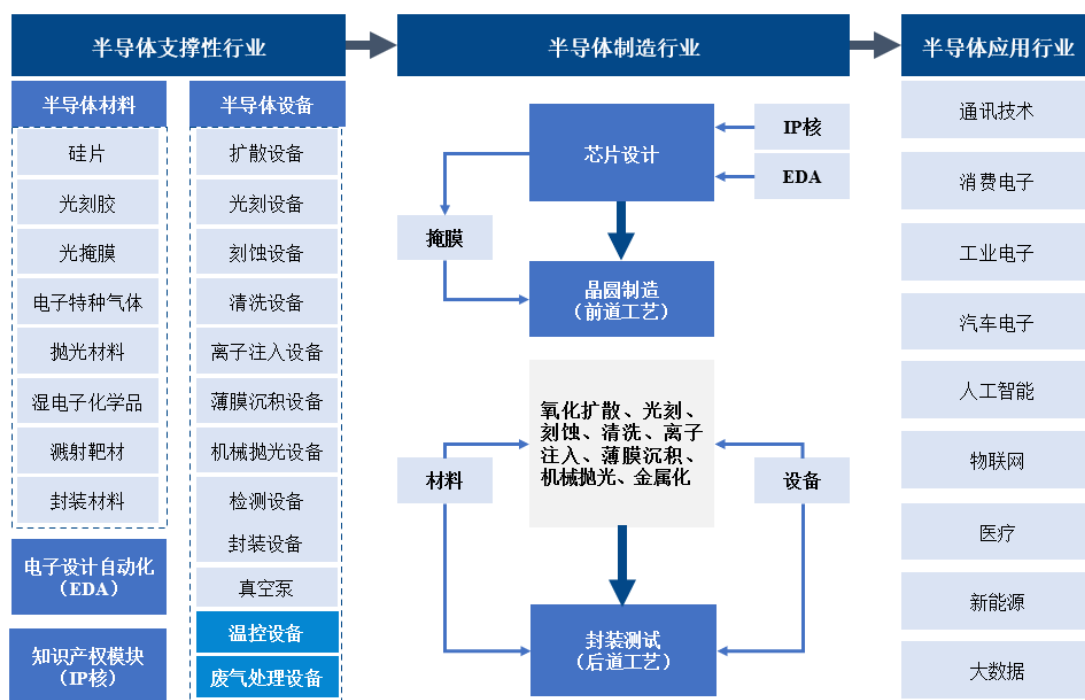 半导体支撑性行业
半导体材料
硅片
光刻胶
光掩膜
电子特种气体
抛光材料
湿电子化学品
溅射靶材
封装材料
电子设计自动化
（EDA）
知识产权模块
（IP核）
半导体设备
扩散设备
光刻设备
刻蚀设备
清洗设备
离子注入设备
薄膜沉积设备
机械抛光设备
检测设备
封装设备
真空泵
温控设备
废气处理设备
半导体制造行业
芯片设计
IP核
EDA
掩膜
晶圆制造
（前道工艺）
氧化扩散、光刻、
刻蚀、清洗、离子
注入、薄膜沉积、
机械抛光、金属化
材料
设备
封装测试
（后道工艺）
半导体应用行业
通讯技术
消费电子
工业电子
汽车电子
人工智能
物联网
医疗
新能源
大数据